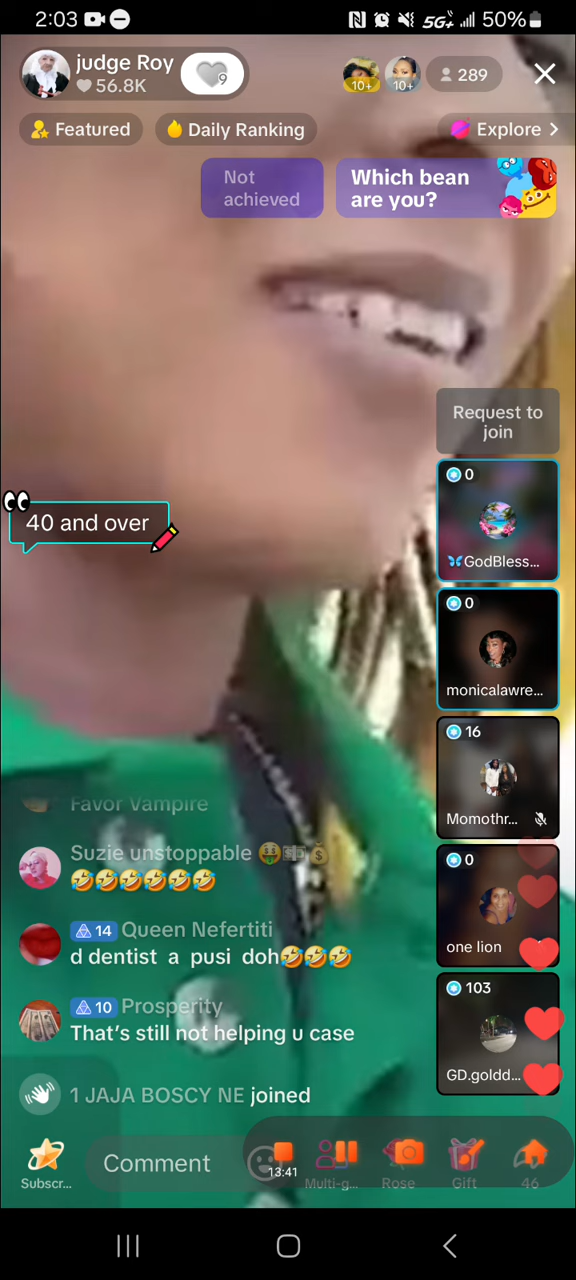 2:03
5G+
50%
judge Roy
56.8K
9
10+
10+
289
Featured
Daily Ranking
Explore
Not
achieved
Which bean
are you?
Request to
join
0
GodBless...
40 and over
0
monicalawre...
16
Momothr...
0
one lion
103
GD.goldd...
Favor Vampire
Suzie unstoppable 🤑💵💰
🤣🤣🤣🤣🤣🤣
14 Queen Nefertiti
d dentist a pusi doh🤣🤣🤣
10 Prosperity
That's still not helping u case
1 JAJA BOSCY NE joined
Comment
13:41
Subscr...
Multi-g...
Rose
Gift
46